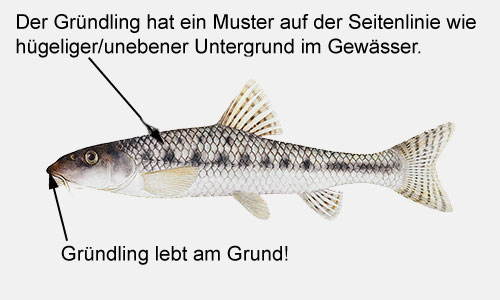 Der Gründling hat ein Muster auf der Seitenlinie wie
hügeliger/unebener Untergrund im Gewässer.
Gründling lebt am Grund!